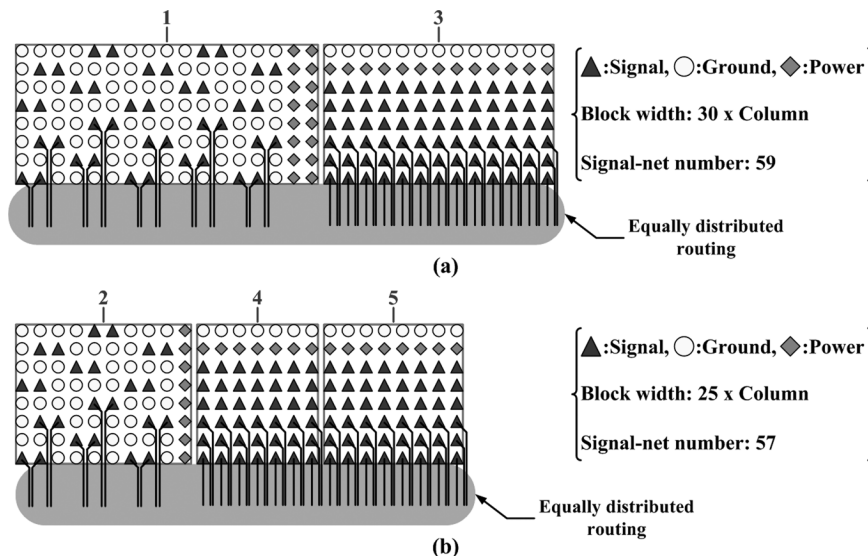 1
3
▲:Signal, ○:Ground, ◆:Power
Block width: 30 x Column
Signal-net number: 59
Equally distributed
routing
(a)
2
4
5
▲:Signal, ○:Ground, ◆:Power
Block width: 25 x Column
Signal-net number: 57
Equally distributed
routing
(b)